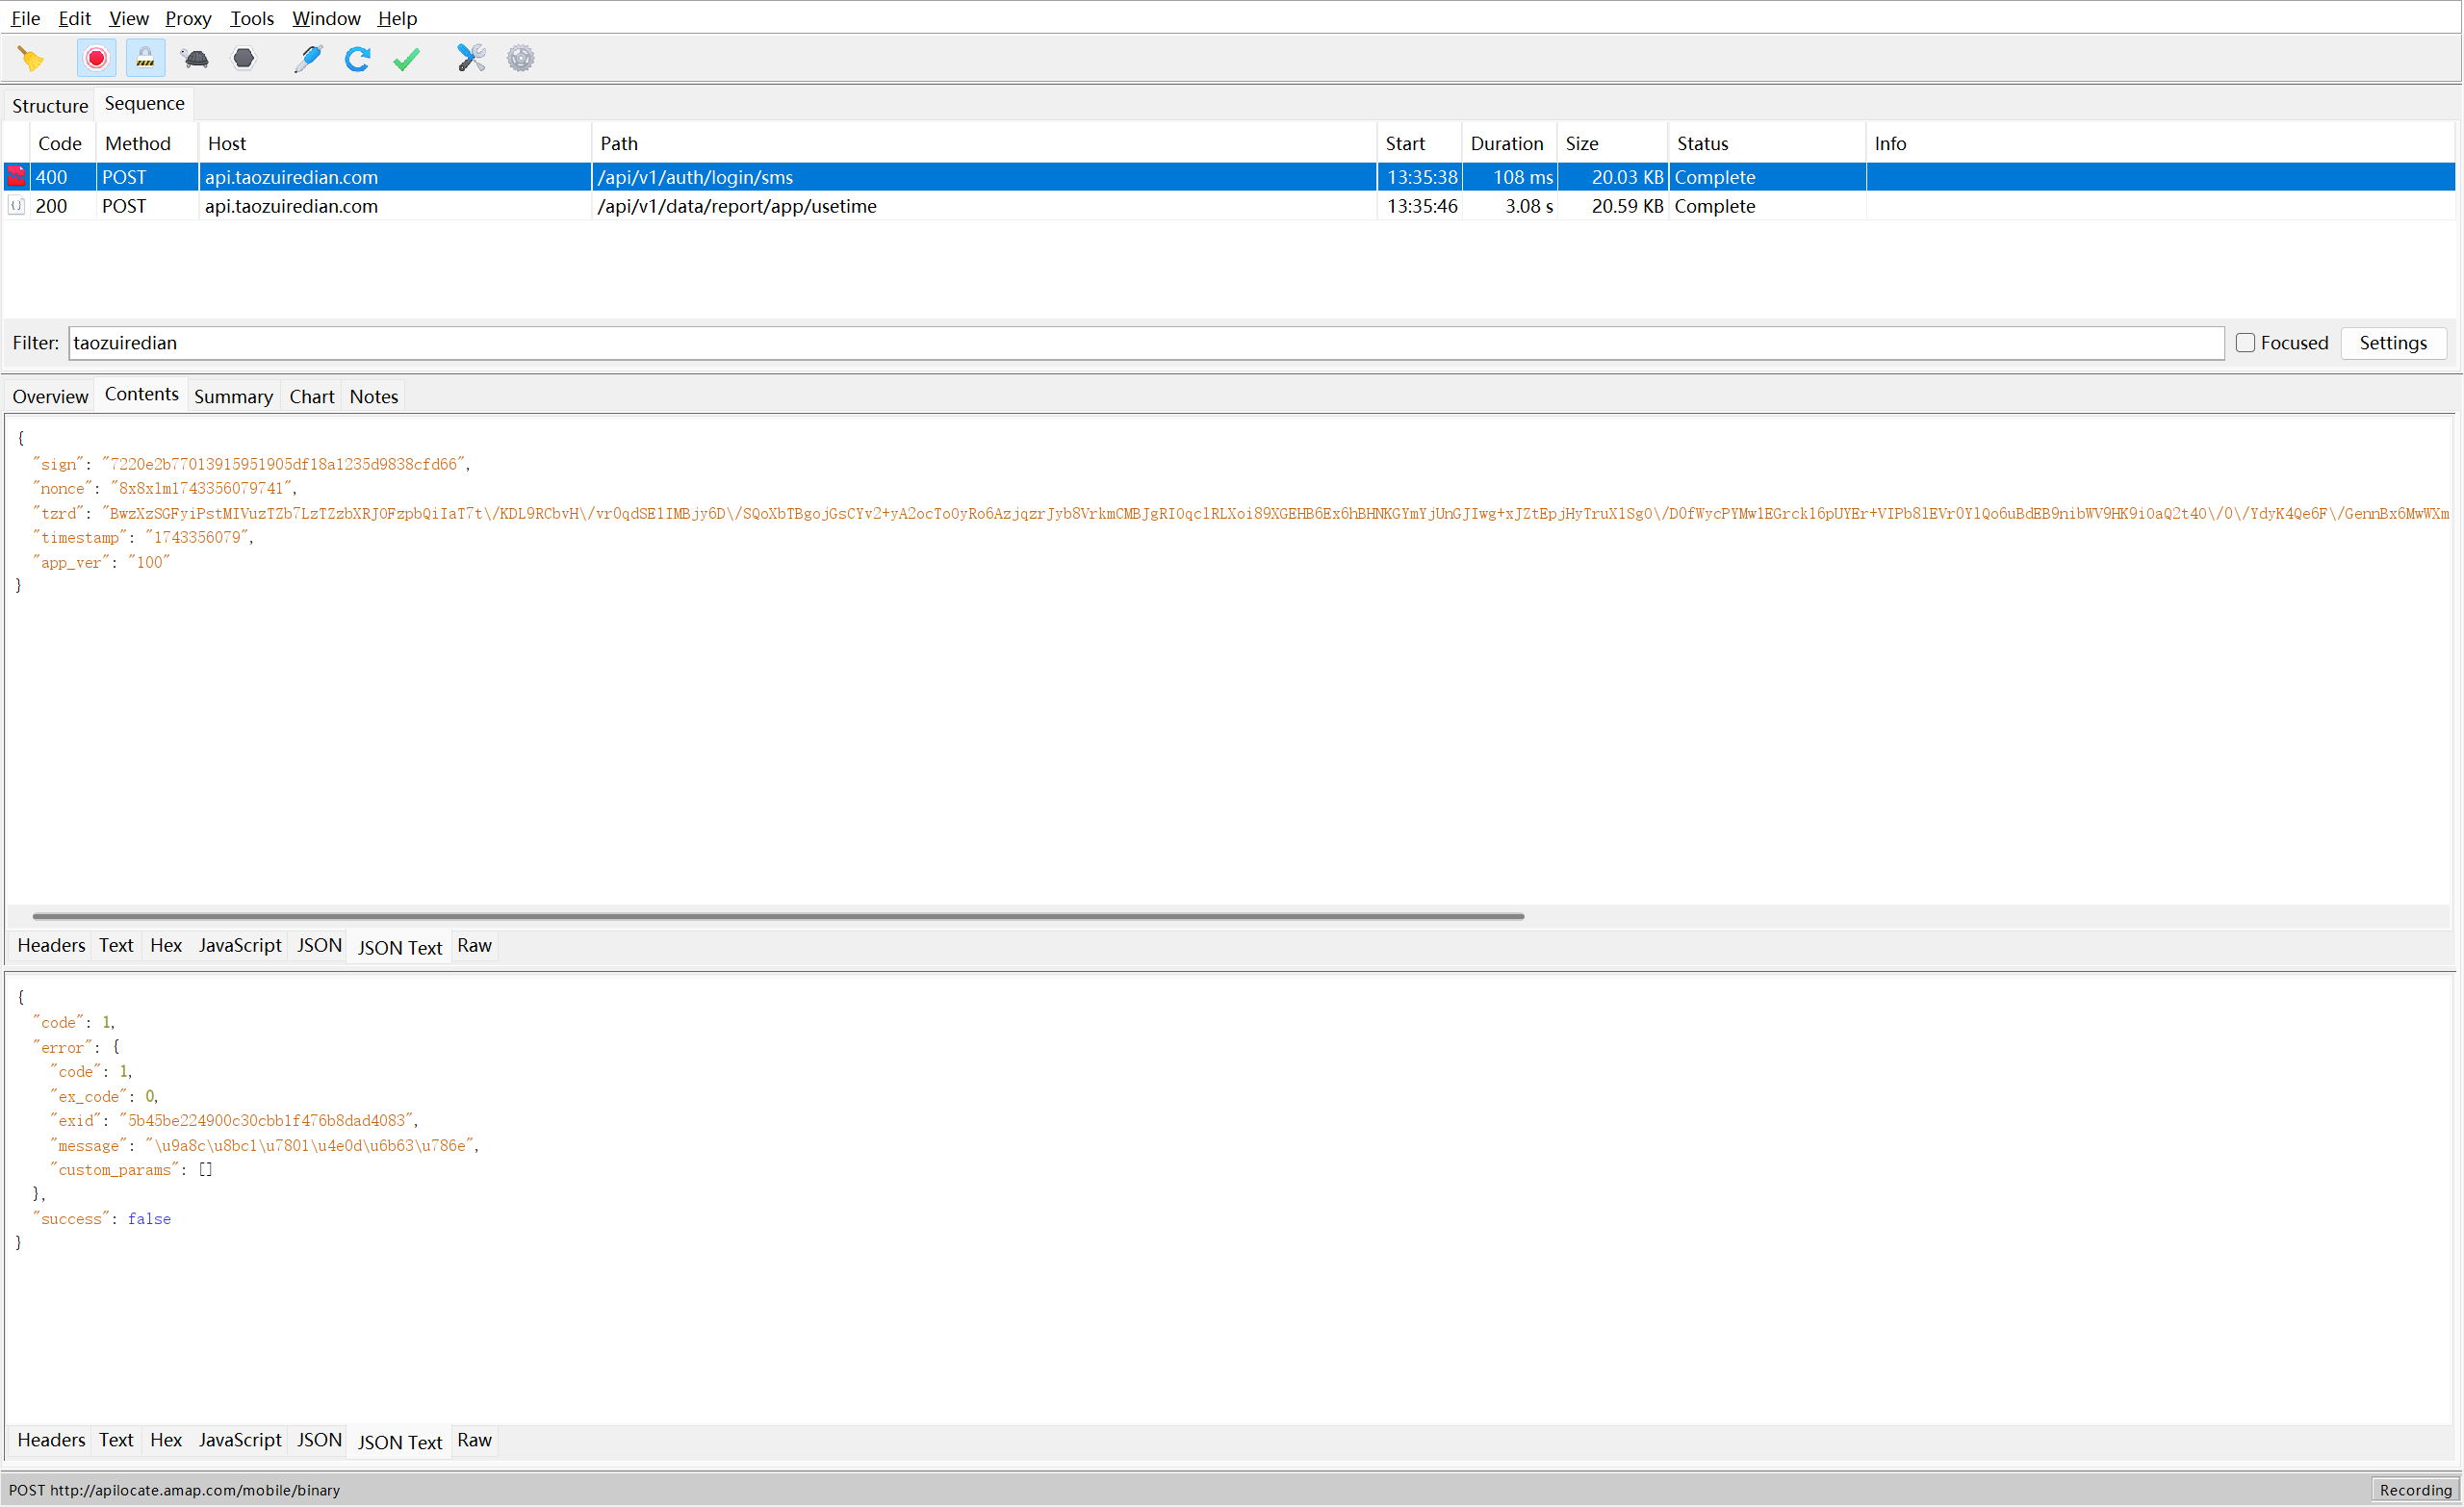 File Edit View Proxy Tools Window Help
Structure Sequence
Code Method Host Path Start Duration Size Status Info
400 POST api.taozuiredian.com /api/v1/auth/login/sms 13:35:38 108 ms 20.03 KB Complete
200 POST api.taozuiredian.com /api/v1/data/report/app/usetime 13:35:46 3.08 s 20.59 KB Complete
Filter: taozuiredian Focused Settings
Overview Contents Summary Chart Notes
{
"sign": "7220e2b77013915951905df18a1235d9838cfd66",
"nonce": "8x8xlm1743356079741",
"tzrd": "BwzXzSGFyiPstMIVuzTZb7LzTZzbXRJOFzpbQiIaT7t\/KDL9RCbvH\/vr0qdSE1IMBjy6D\/SQoXbTBgojGsCYv2+yA2ocTo0yRo6AzjqzrJyb8VrkmCMBJgRI0qclRLXoi89XGEHB6Ex6hBHNKGYmYjUnGJIwg+xJZtEpjHyTruX1Sg0\/D0fWycPYMw1EGrck16pUYEr+VIPb81EVr0YlQo6uBdEB9nibWV9HK9i0aQ2t40\/0\/YdyK4Qe6F\/GennBx6MwWXm
"timestamp": "1743356079",
"app_ver": "100"
}
Headers Text Hex JavaScript JSON JSON Text Raw
{
"code": 1,
"error": {
"code": 1,
"ex_code": 0,
"exid": "5b45be224900c30cbb1f476b8dad4083",
"message": "\u9a8c\u8bc1\u7801\u4e0d\u6b63\u786e",
"custom_params": []
},
"success": false
}
Headers Text Hex JavaScript JSON JSON Text Raw
POST http://apilocate.amap.com/mobile/binary Recording